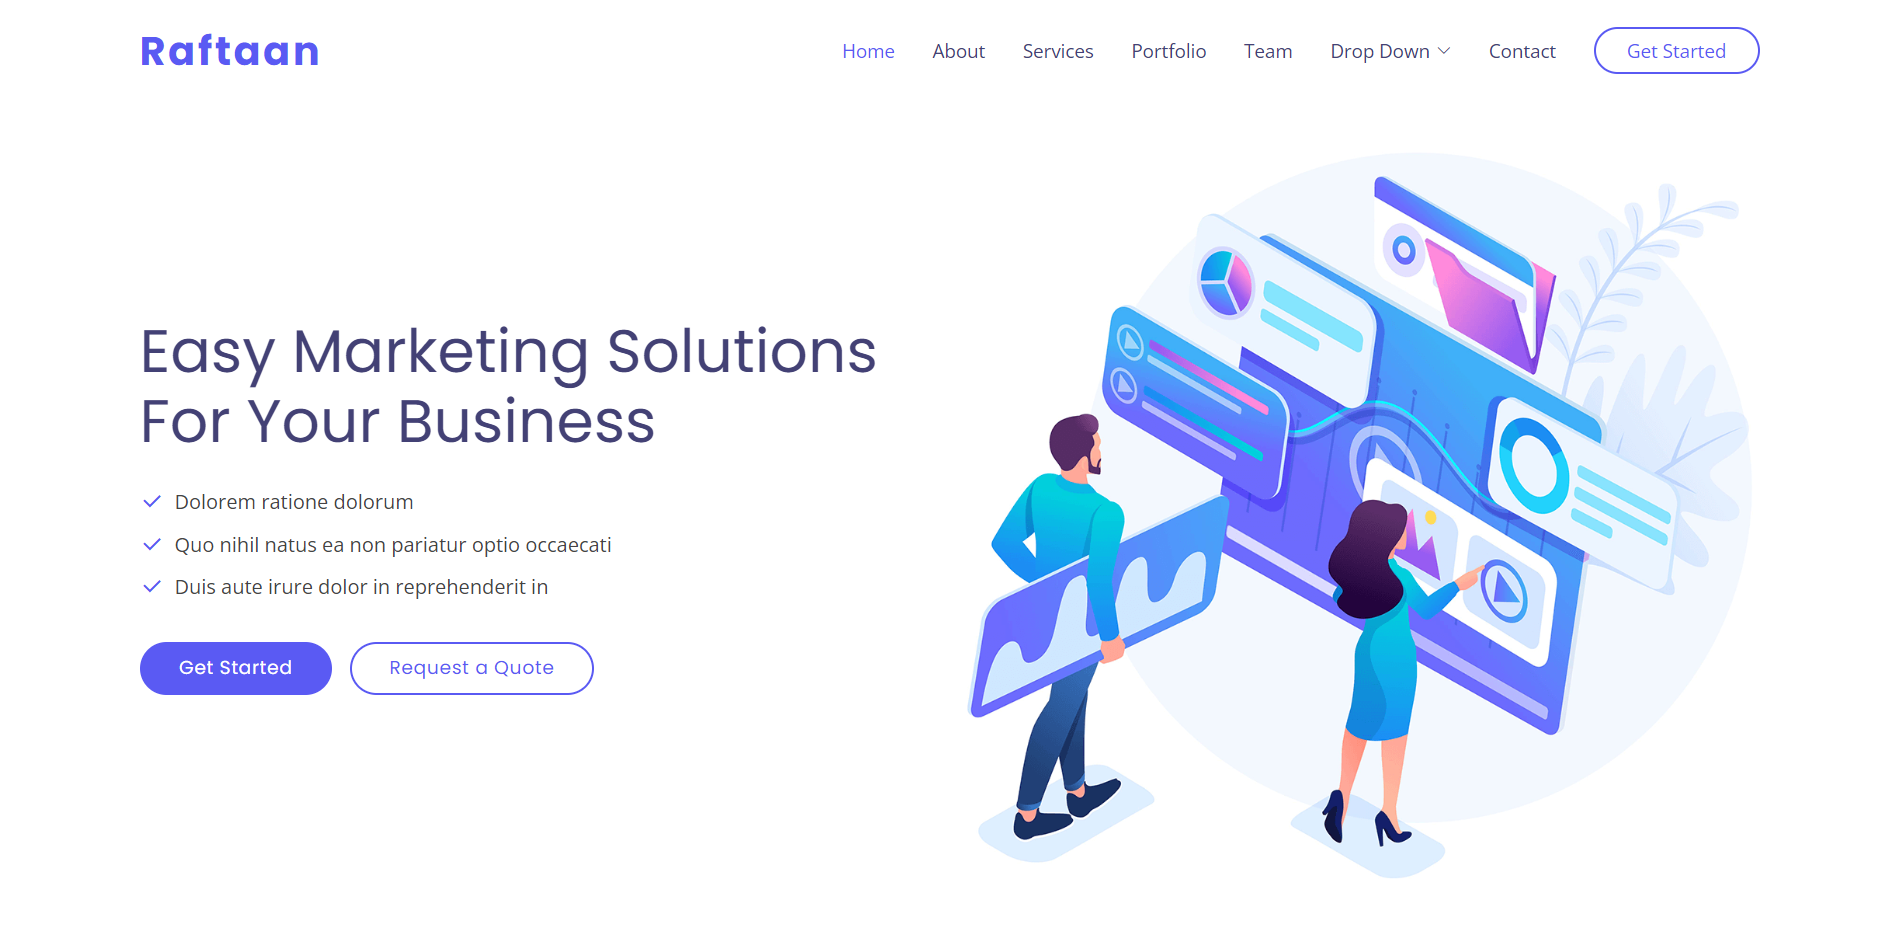 Raftaan
Home About Services Portfolio Team Drop Down Contact Get Started
Easy Marketing Solutions
For Your Business
Dolorem ratione dolorum
Quo nihil natus ea non pariatur optio occaecati
Duis aute irure dolor in reprehenderit in
Get Started Request a Quote